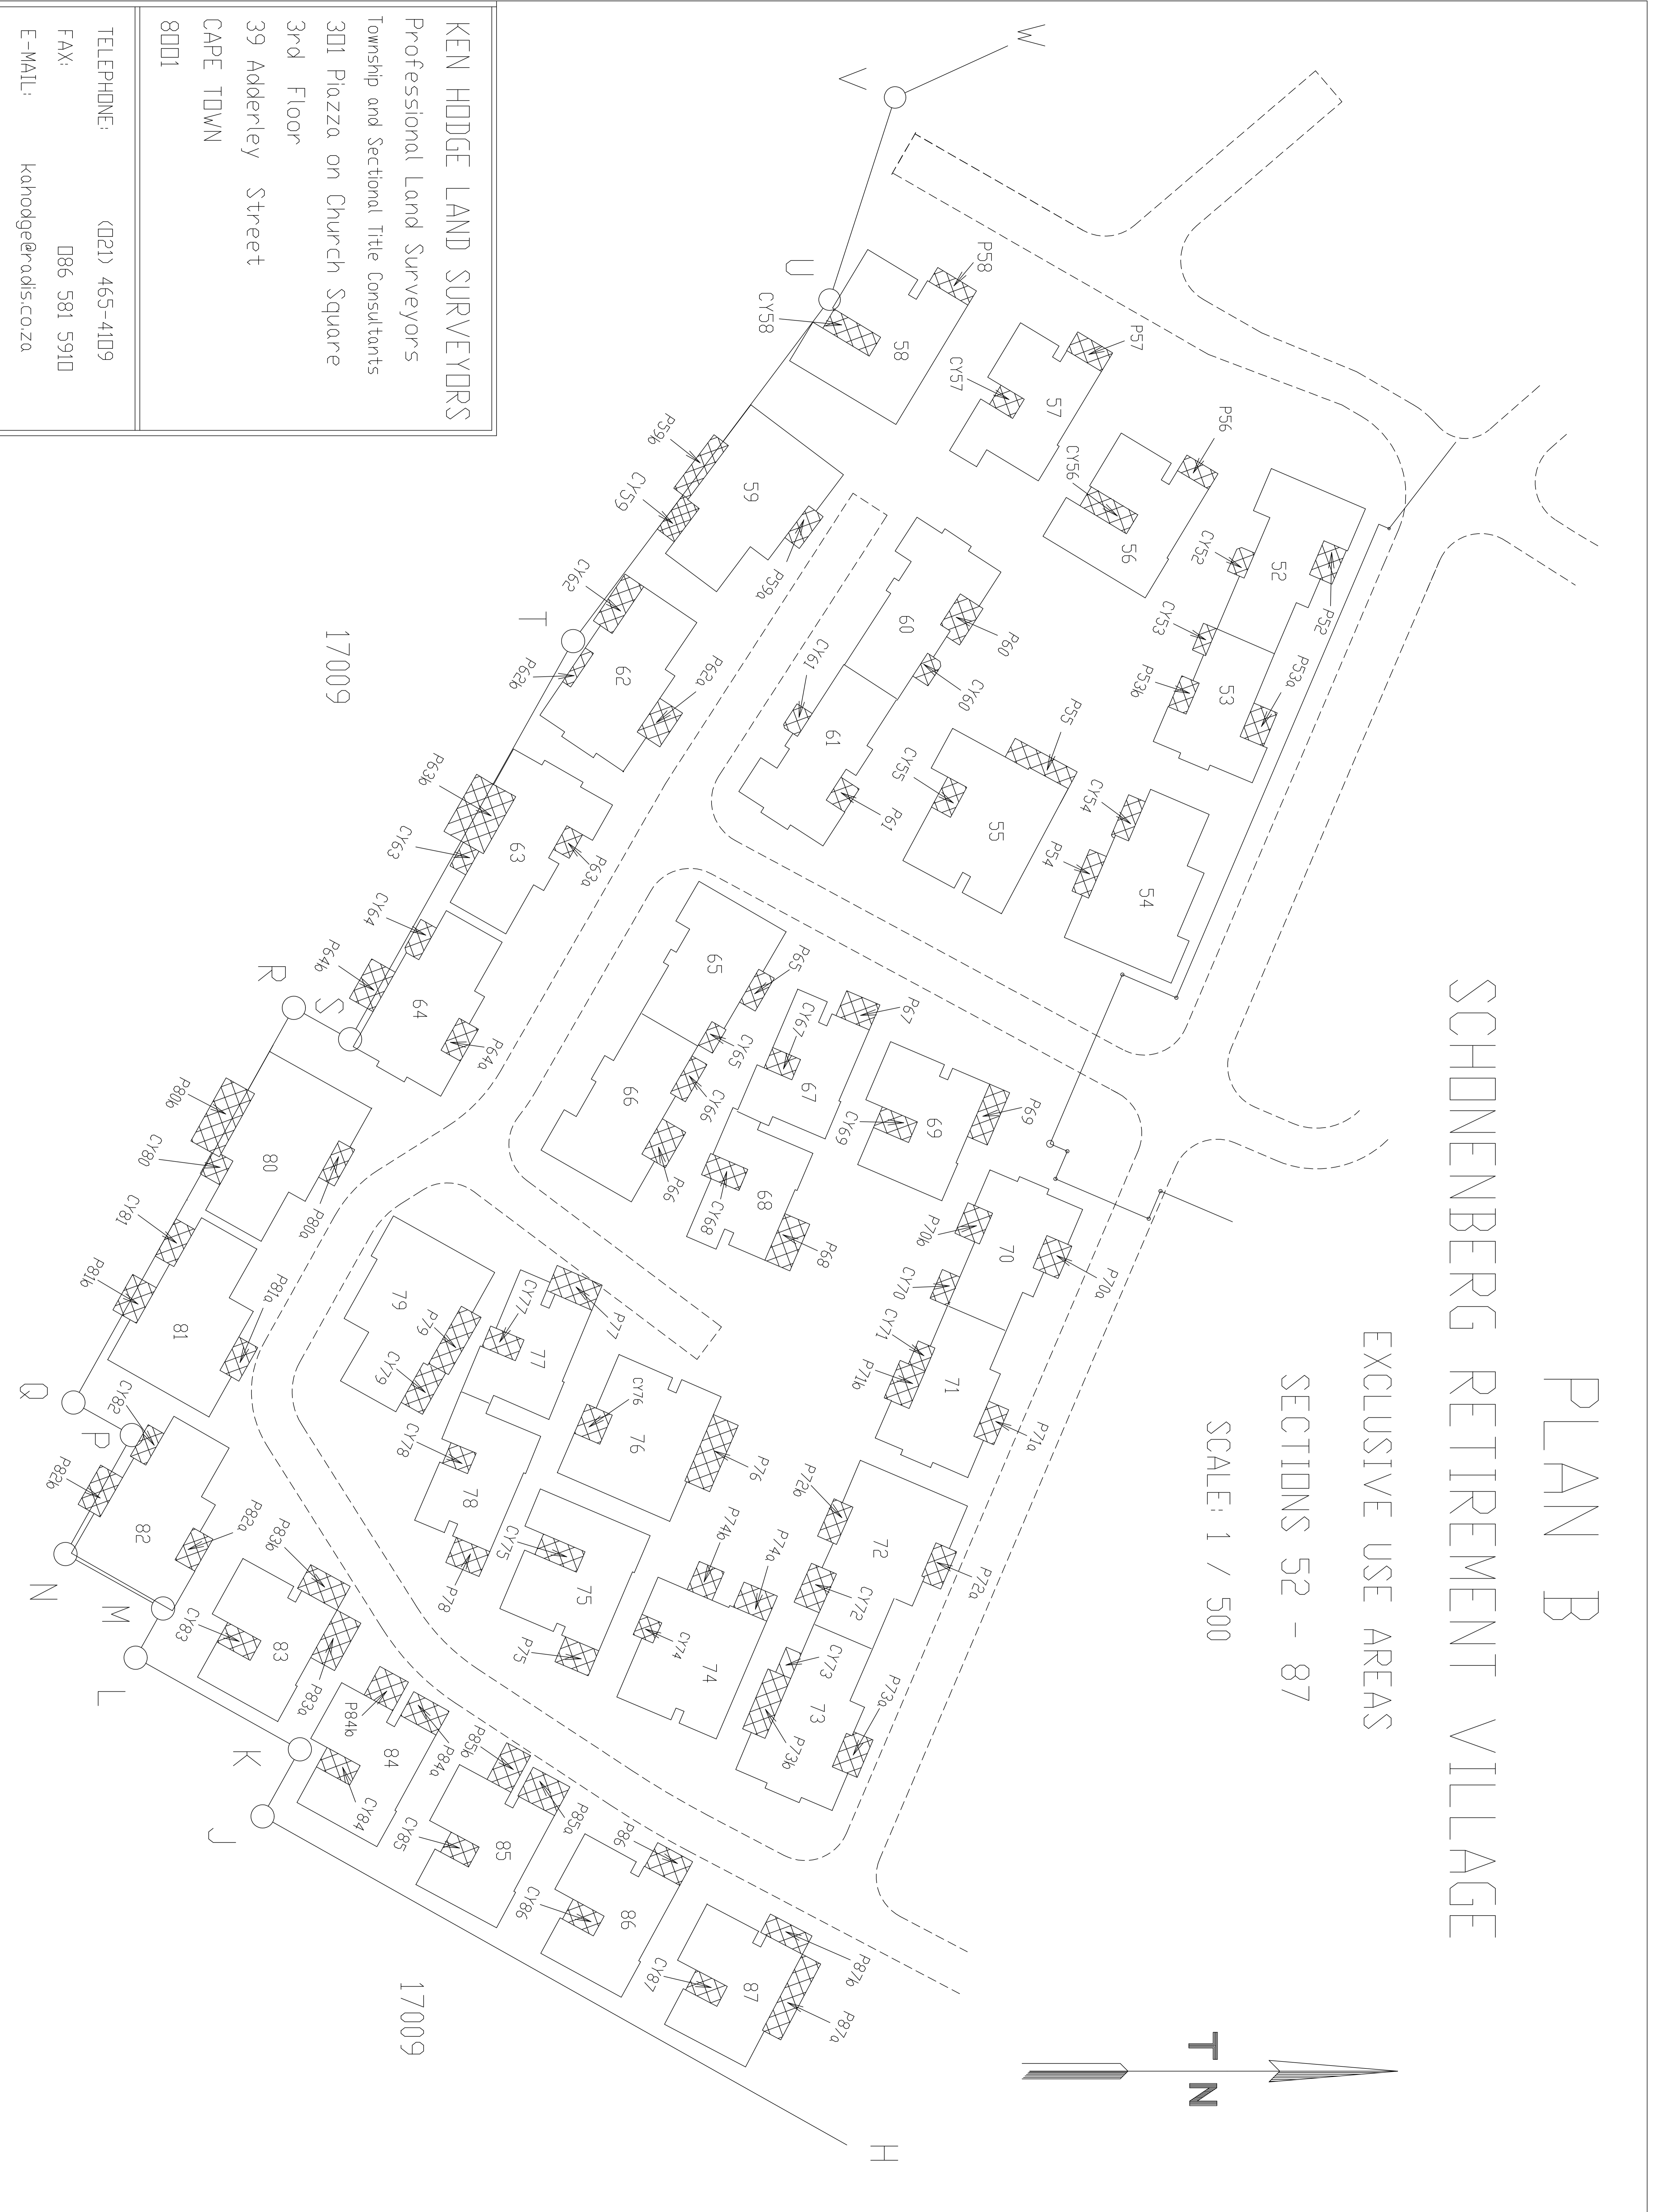 PLAN B
SCHONENBERG RETIREMENT VILLAGE
EXCLUSIVE USE AREAS
SECTIONS 52 - 87
SCALE: 1 / 500
T N
W
V
U
T
S
R
Q
P
N
M
L
K
J
H
17009
17009
P58
58
CY58
P57
57
CY57
P56
56
CY56
52
P52
CY52
53
P53a
P53b
CY53
54
CY54
P54
55
P55
CY55
59
P59a
P59b
CY59
60
P60
CY60
61
CY61
P61
62
P62a
P62b
CY62
63
P63a
P63b
CY63
64
P64a
P64b
CY64
65
P65
CY65
66
P66
CY66
67
P67
CY67
68
P68
CY68
69
P69
CY69
70
P70a
P70b
CY70
71
P71a
P71b
CY71
72
P72a
P72b
CY72
73
P73a
P73b
CY73
74
P74a
P74b
CY74
75
P75
CY75
76
P76
CY76
77
P77
CY77
78
P78
CY78
79
P79
CY79
80
P80a
P80b
CY80
81
P81a
P81b
CY81
82
P82a
P82b
CY82
83
P83a
P83b
CY83
84
P84a
P84b
CY84
85
P85a
P85b
CY85
86
P86
CY86
87
P87a
P87b
CY87
KEN HODGE LAND SURVEYORS
Professional Land Surveyors
Township and Sectional Title Consultants
301 Piazza on Church Square
3rd Floor
39 Adderley Street
CAPE TOWN
8001
TELEPHONE: (021) 465-4109
FAX: 086 581 5910
E-MAIL: kahodge@radis.co.za